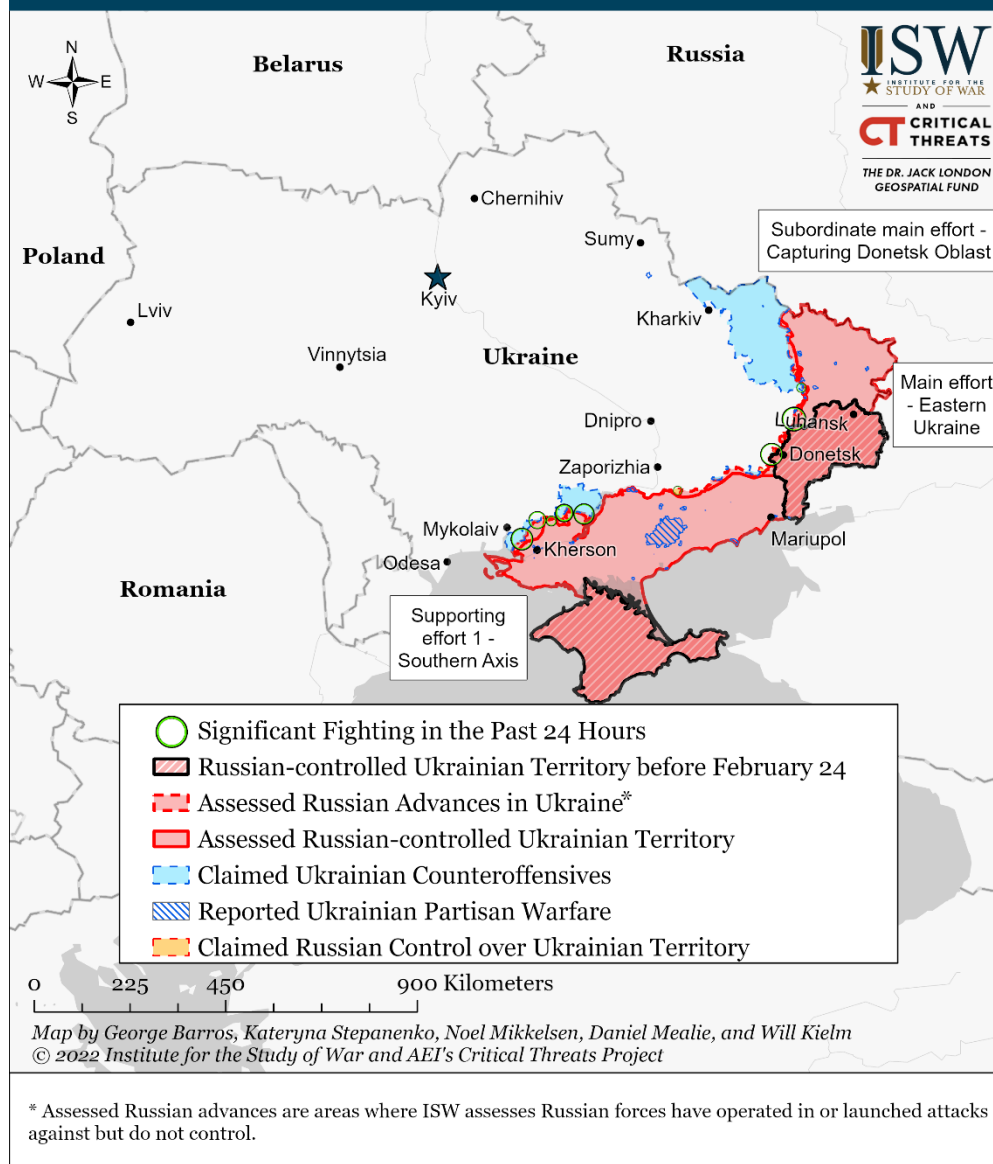 N
W E
S
Belarus
Russia
ISW
INSTITUTE FOR THE
STUDY OF WAR
AND
CT CRITICAL
THREATS
THE DR. JACK LONDON
GEOSPATIAL FUND
Chernihiv
Subordinate main effort -
Capturing Donetsk Oblast
Sumy
Poland
Kyiv
Lviv
Kharkiv
Vinnytsia
Ukraine
Main effort
- Eastern
Ukraine
Dnipro
Luhansk
Donetsk
Zaporizhia
Mykolaiv
Mariupol
Kherson
Odesa
Romania
Supporting
effort 1 -
Southern Axis
Significant Fighting in the Past 24 Hours
Russian-controlled Ukrainian Territory before February 24
Assessed Russian Advances in Ukraine*
Assessed Russian-controlled Ukrainian Territory
Claimed Ukrainian Counteroffensives
Reported Ukrainian Partisan Warfare
Claimed Russian Control over Ukrainian Territory
0 225 450 900 Kilometers
Map by George Barros, Kateryna Stepanenko, Noel Mikkelsen, Daniel Mealie, and Will Kielm
© 2022 Institute for the Study of War and AEI's Critical Threats Project
* Assessed Russian advances are areas where ISW assesses Russian forces have operated in or launched attacks
against but do not control.